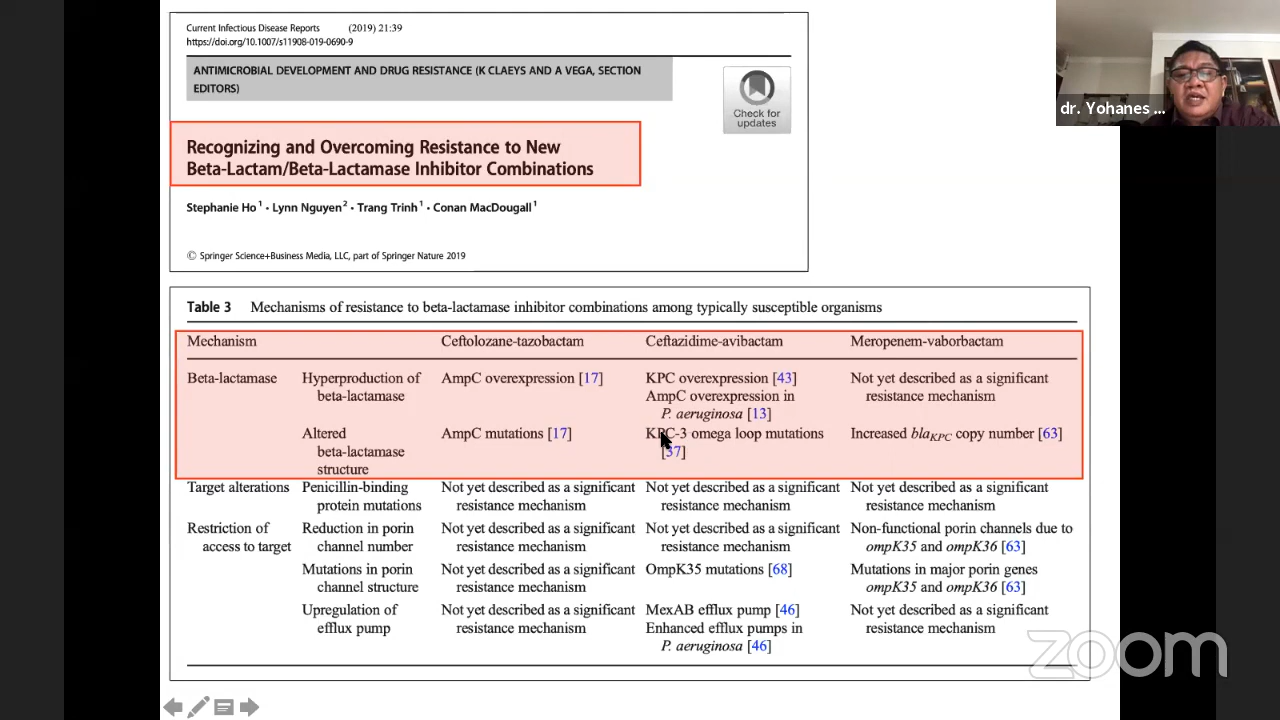 Current Infectious Disease Reports (2019) 21:39
https://doi.org/10.1007/s11908-019-0690-9
ANTIMICROBIAL DEVELOPMENT AND DRUG RESISTANCE (K CLAEYS AND A VEGA, SECTION
EDITORS)
Check for
updates
dr. Yohanes ...
Recognizing and Overcoming Resistance to New
Beta-Lactam/Beta-Lactamase Inhibitor Combinations
Stephanie Ho 1 · Lynn Nguyen 2 · Trang Trinh 1 · Conan MacDougall 1
© Springer Science+Business Media, LLC, part of Springer Nature 2019
Table 3 Mechanisms of resistance to beta-lactamase inhibitor combinations among typically susceptible organisms
Mechanism Ceftolozane-tazobactam Ceftazidime-avibactam Meropenem-vaborbactam
Beta-lactamase Hyperproduction of AmpC overexpression [17] KPC overexpression [43] Not yet described as a significant
beta-lactamase AmpC overexpression in resistance mechanism
P. aeruginosa [13]
Altered AmpC mutations [17] KPC-3 omega loop mutations Increased blaKPC copy number [63]
beta-lactamase [37]
structure
Target alterations Penicillin-binding Not yet described as a significant Not yet described as a significant Not yet described as a significant
protein mutations resistance mechanism resistance mechanism resistance mechanism
Restriction of Reduction in porin Not yet described as a significant Not yet described as a significant Non-functional porin channels due to
access to target channel number resistance mechanism resistance mechanism ompK35 and ompK36 [63]
Mutations in porin Not yet described as a significant OmpK35 mutations [68] Mutations in major porin genes
channel structure resistance mechanism ompK35 and ompK36 [63]
Upregulation of Not yet described as a significant MexAB efflux pump [46] Not yet described as a significant
efflux pump resistance mechanism Enhanced efflux pumps in resistance mechanism
P. aeruginosa [46]
zoom